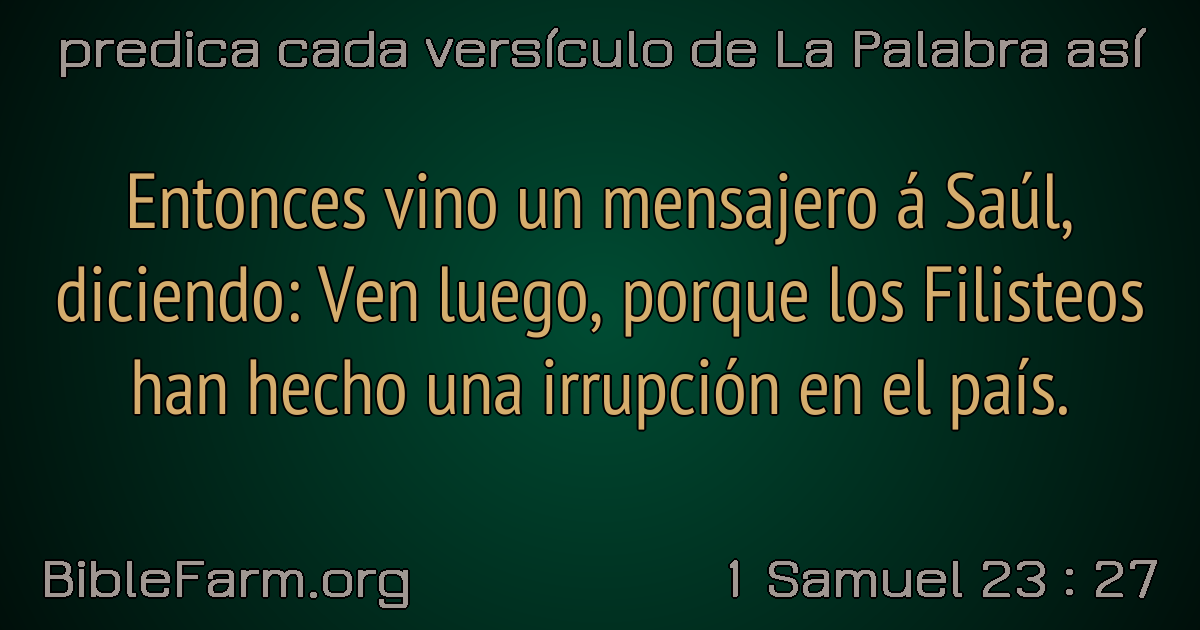 predica cada versículo de La Palabra así
Entonces vino un mensajero á Saúl,
diciendo: Ven luego, porque los Filisteos
han hecho una irrupción en el país.
BibleFarm.org
1 Samuel 23 : 27